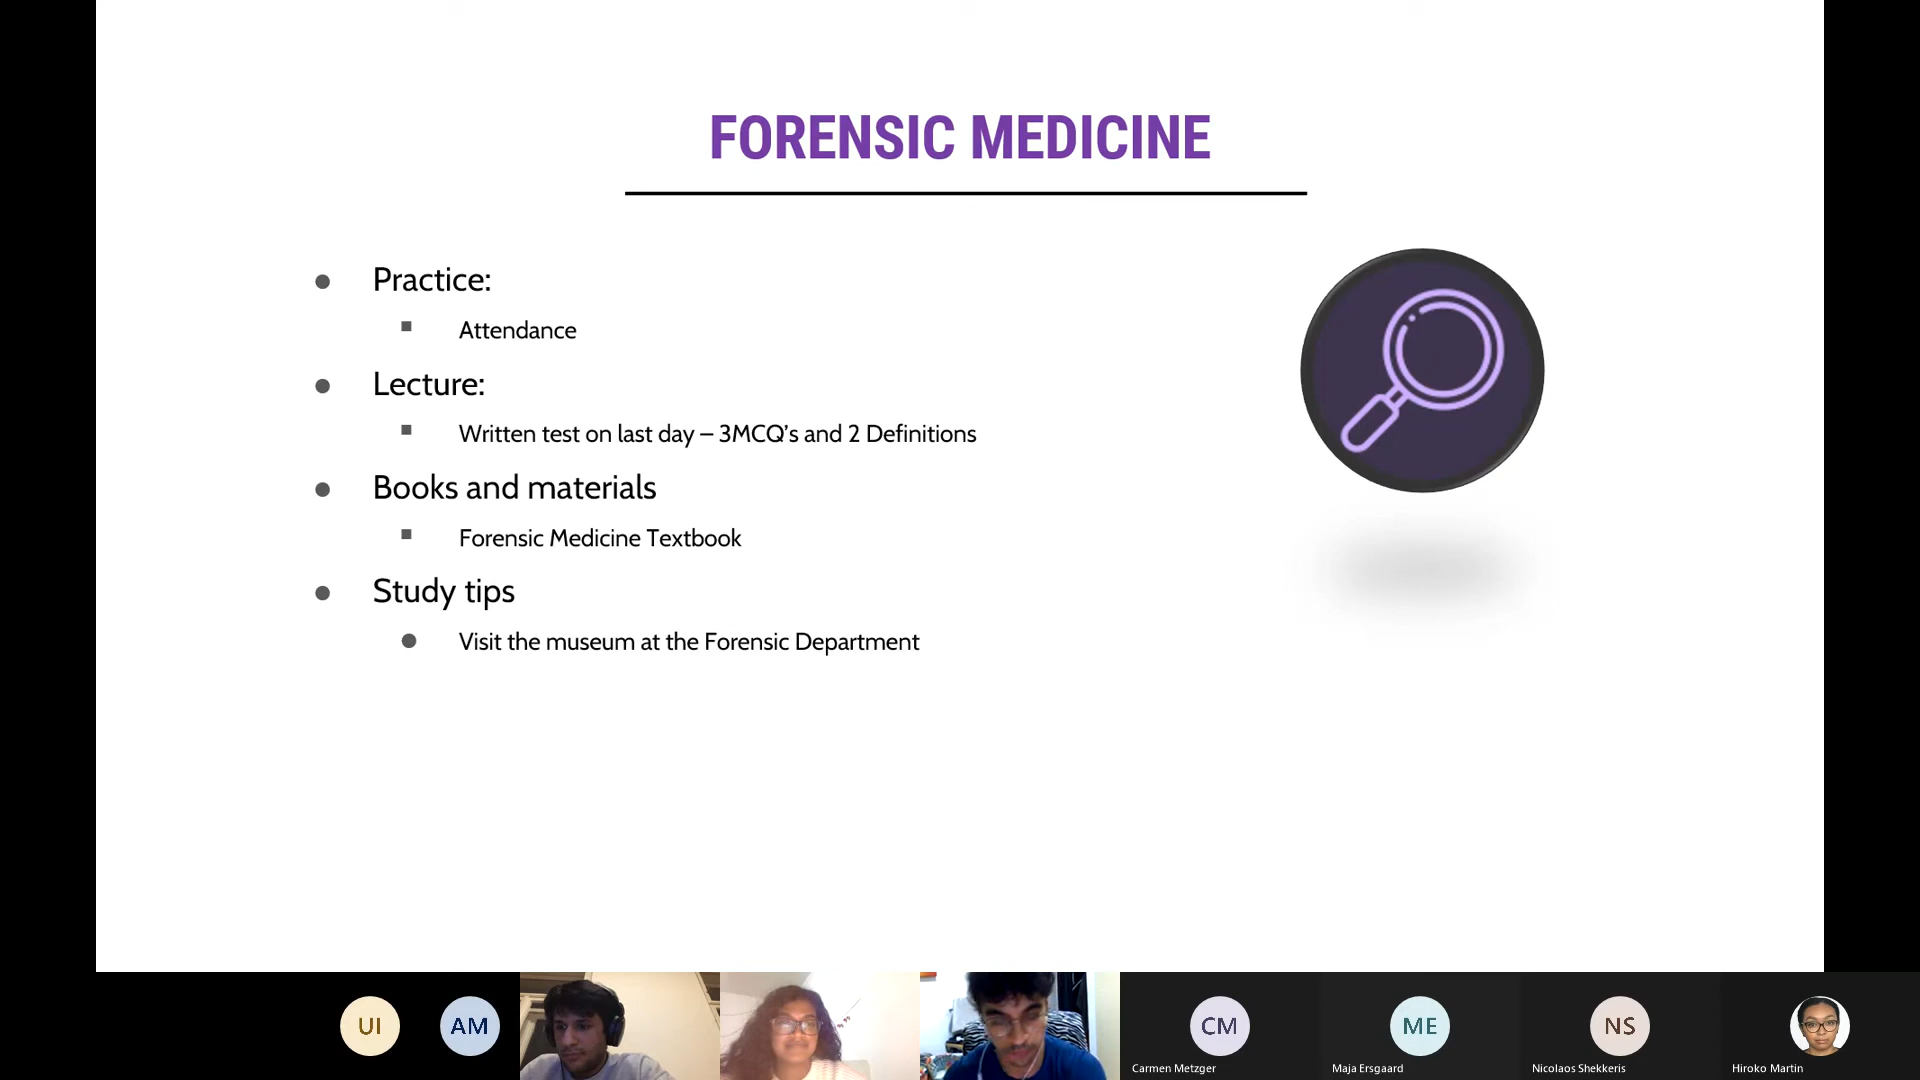 FORENSIC MEDICINE
Practice:
Attendance
Lecture:
Written test on last day – 3MCQ's and 2 Definitions
Books and materials
Forensic Medicine Textbook
Study tips
Visit the museum at the Forensic Department
UI
AM
CM
ME
NS
Carmen Metzger
Maja Ersgaard
Nicolaos Shekkeris
Hiroko Martin